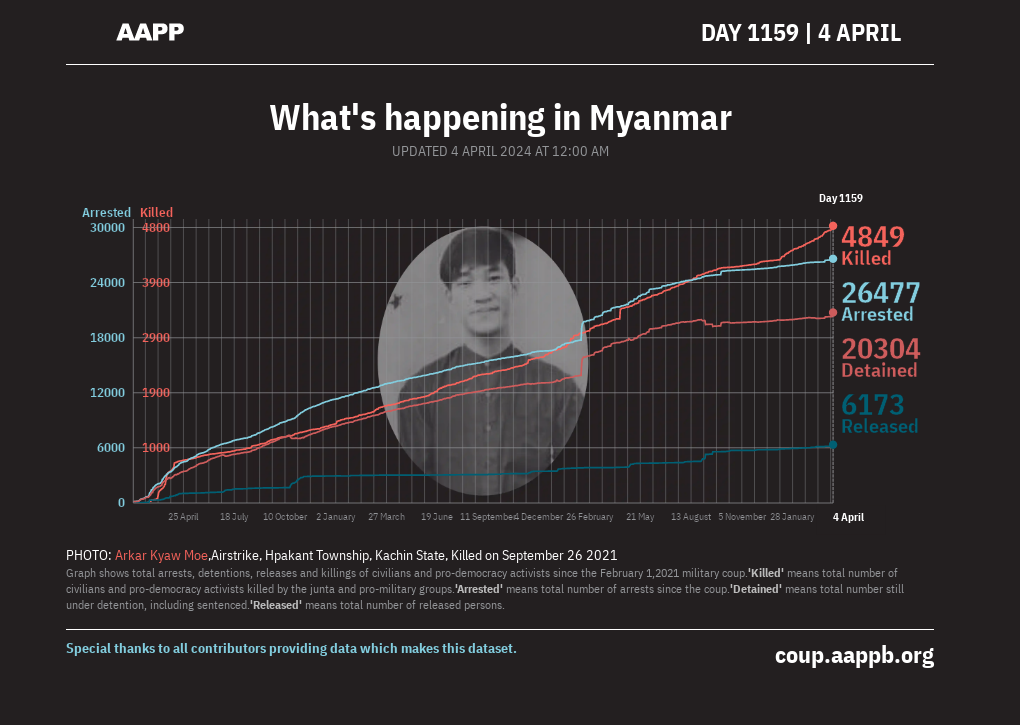 AAPP
DAY 1159 | 4 APRIL
What's happening in Myanmar
UPDATED 4 APRIL 2024 AT 12:00 AM
Day 1159
Arrested Killed
30000 4800
24000 3900
18000 2900
12000 1900
6000 1000
0
4849
Killed
26477
Arrested
20304
Detained
6173
Released
25 April 18 July 10 October 2 January 27 March 19 June 11 September 4 December 26 February 21 May 13 August 5 November 28 January 4 April
PHOTO: Arkar Kyaw Moe,Airstrike, Hpakant Township, Kachin State, Killed on September 26 2021
Graph shows total arrests, detentions, releases and killings of civilians and pro-democracy activists since the February 1,2021 military coup.'Killed' means total number of
civilians and pro-democracy activists killed by the junta and pro-military groups.'Arrested' means total number of arrests since the coup.'Detained' means total number still
under detention, including sentenced.'Released' means total number of released persons.
Special thanks to all contributors providing data which makes this dataset.
coup.aappb.org